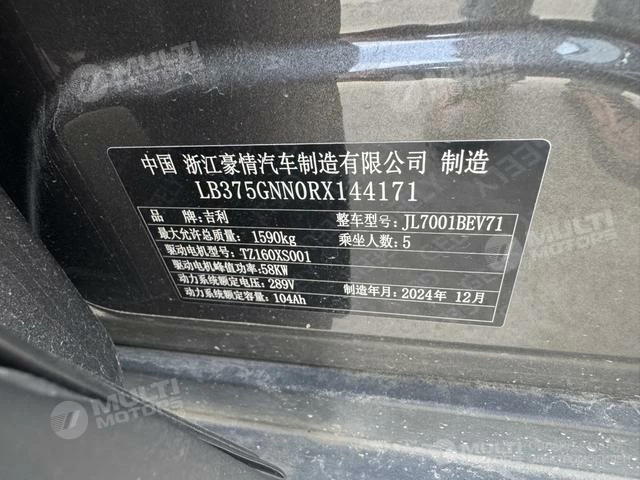 MULTI MOTORS
中国 浙江豪情汽车制造有限公司 制造
LB375GNN0RX144171
品 牌:吉利 整车型号:JL7001BEV71
最大允许总质量: 1590kg 乘坐人数:5
驱动电机型号:TZ160XS001
驱动电机峰值功率:58KW
动力系统额定电压:289V 制造年月:2024年 12月
动力系统额定容量:104Ah
MULTI MOTORS
MULTI MOTORS